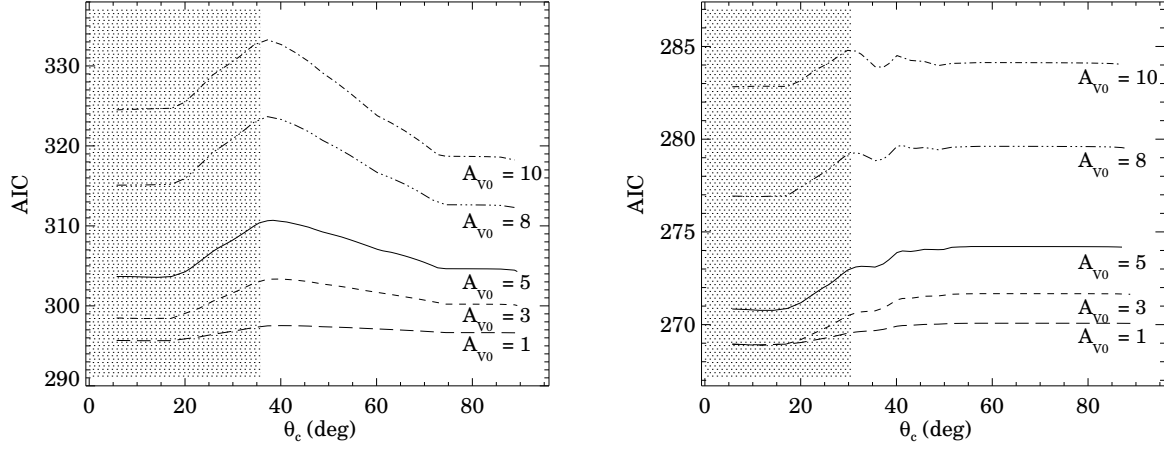 AIC
330
320
310
300
290
A_V0 = 10
A_V0 = 8
A_V0 = 5
A_V0 = 3
A_V0 = 1
0 20 40 60 80
θ_c (deg)
AIC
285
280
275
270
A_V0 = 10
A_V0 = 8
A_V0 = 5
A_V0 = 3
A_V0 = 1
0 20 40 60 80
θ_c (deg)